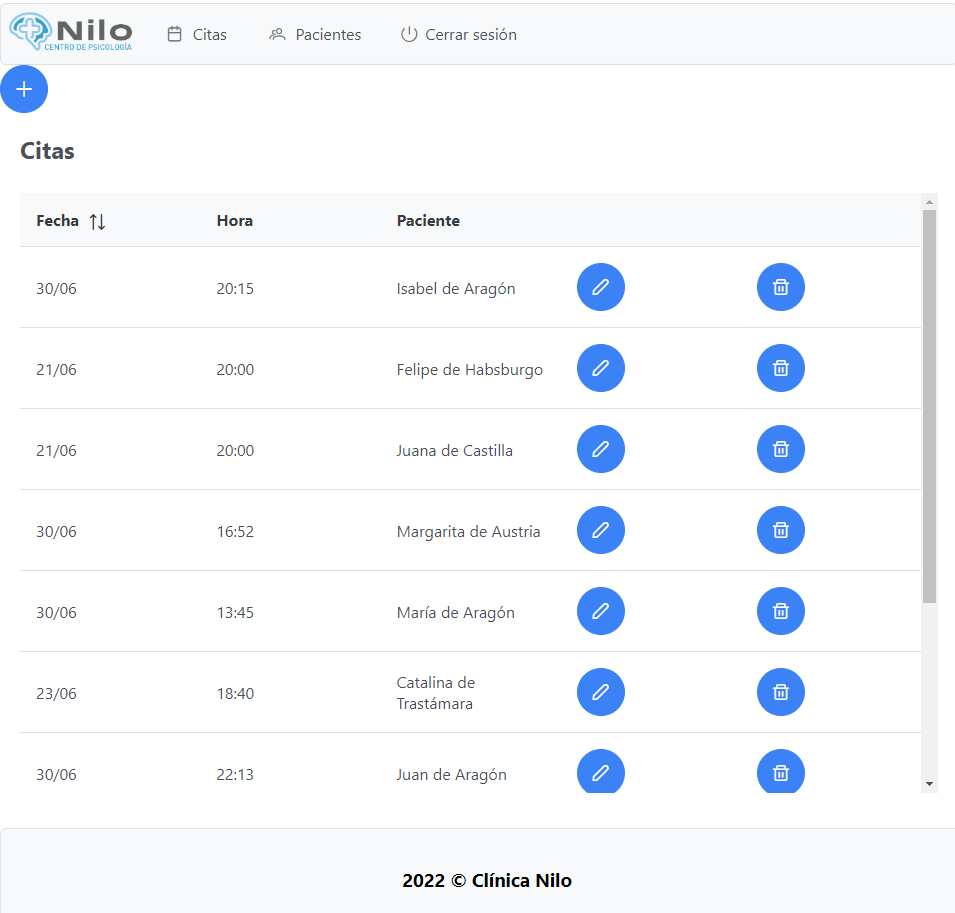 Nilo
CENTRO DE PSICOLOGÍA
Citas Pacientes Cerrar sesión
Citas
Fecha Hora Paciente
30/06 20:15 Isabel de Aragón
21/06 20:00 Felipe de Habsburgo
21/06 20:00 Juana de Castilla
30/06 16:52 Margarita de Austria
30/06 13:45 María de Aragón
23/06 18:40 Catalina de
Trastámara
30/06 22:13 Juan de Aragón
2022 © Clínica Nilo